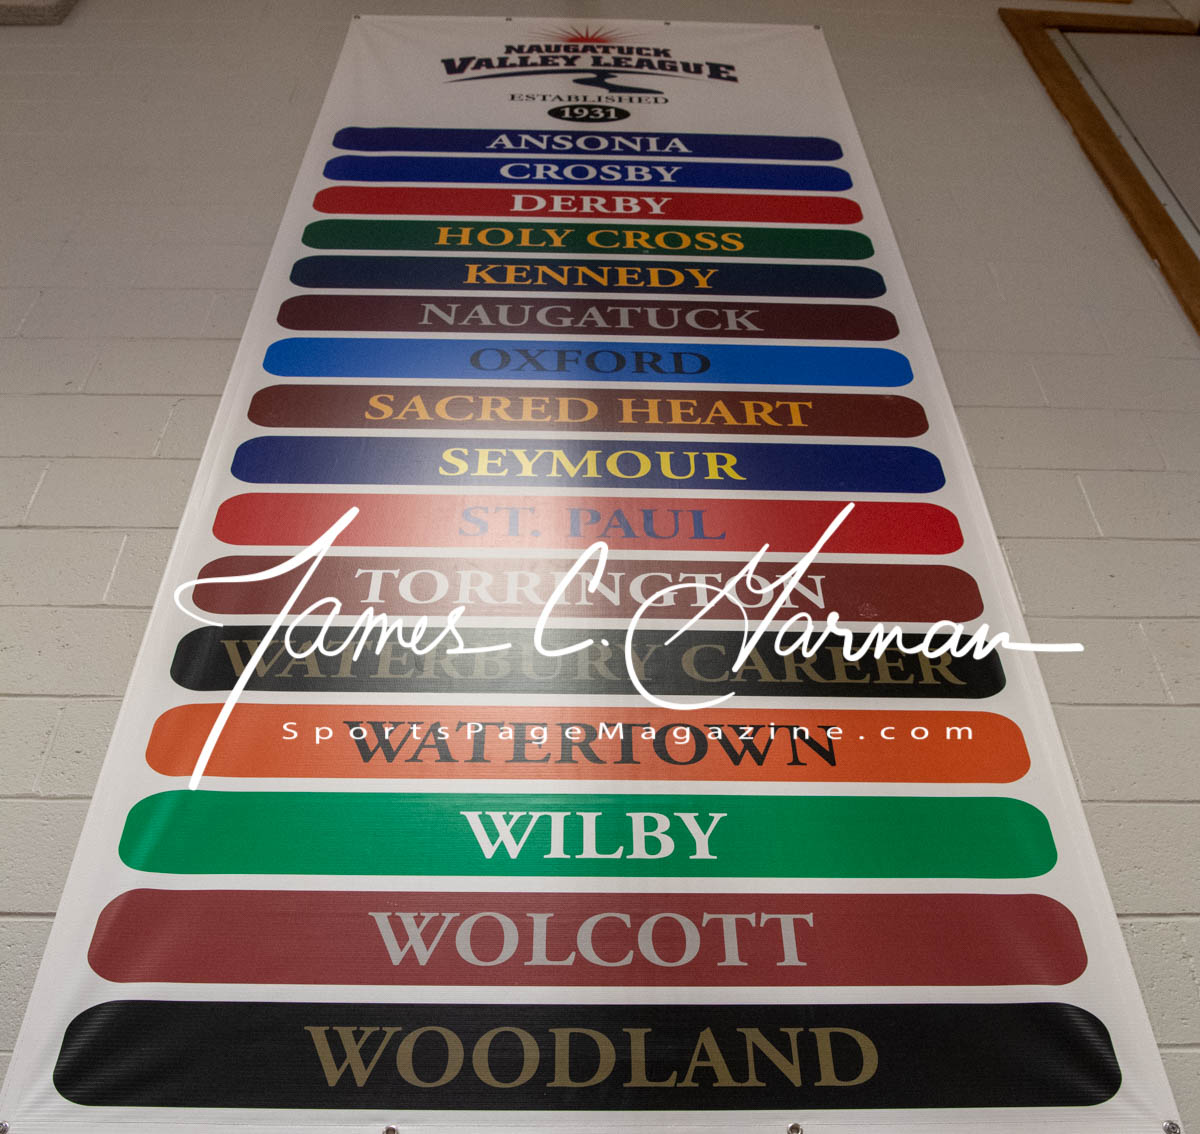 NAUGATUCK
VALLEY LEAGUE
ESTABLISHED
1931
ANSONIA
CROSBY
DERBY
HOLY CROSS
KENNEDY
NAUGATUCK
OXFORD
SACRED HEART
SEYMOUR
ST. PAUL
TORRINGTON
James C. Harnan
WATERBURY CAREER
WATERTOWN
SportsPageMagazine.com
WILBY
WOLCOTT
WOODLAND